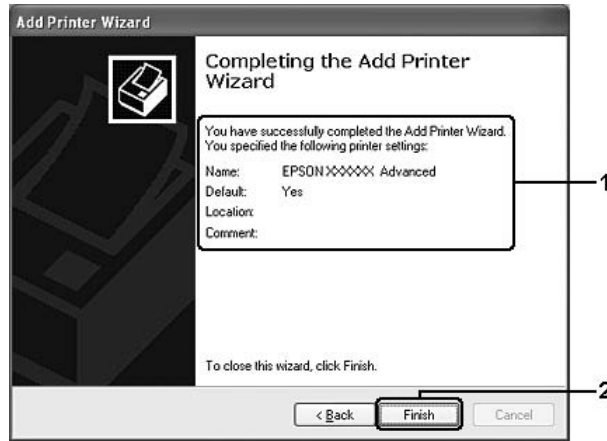 Add Printer Wizard
Completing the Add Printer
Wizard
You have successfully completed the Add Printer Wizard.
You specified the following printer settings:
Name: EPSON XXXXXX Advanced
Default: Yes
Location:
Comment:
1
To close this wizard, click Finish.
2
< Back Finish Cancel